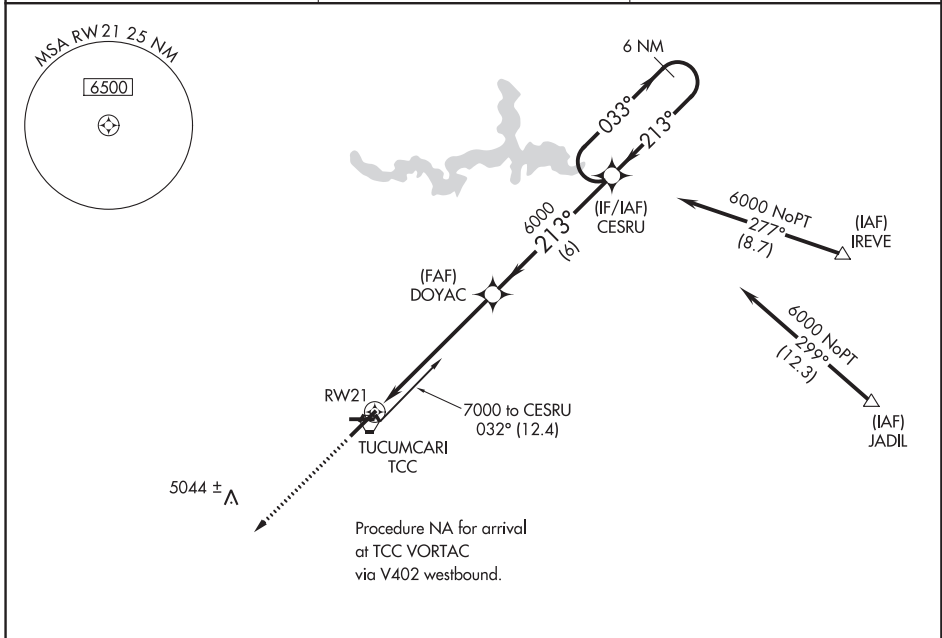 MSA RW21 25 NM
6500
6 NM
033°
213°
(IF/IAF)
CESRU
6000
213°
(6)
6000 NoPT
277°
(8.7)
(IAF)
IREVE
(FAF)
DOYAC
6000 NoPT
299°
(12.3)
(IAF)
JADIL
RW21
7000 to CESRU
032° (12.4)
TUCUMCARI
TCC
5044 ±
Procedure NA for arrival
at TCC VORTAC
via V402 westbound.